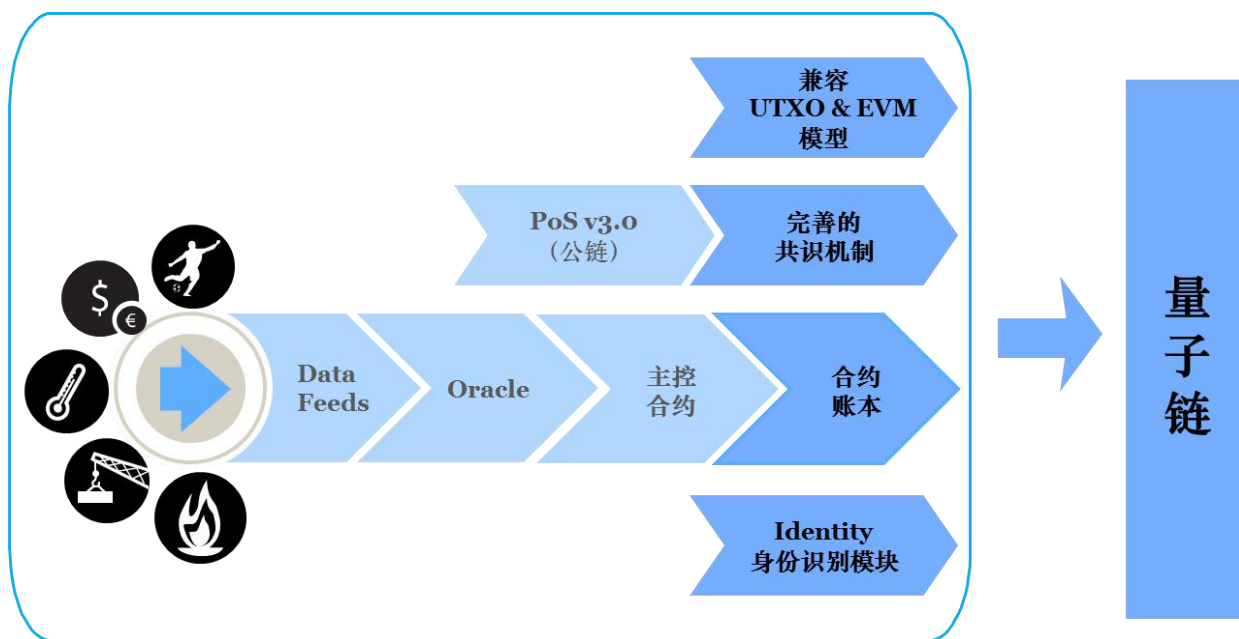 兼容
UTXO & EVM
模型
PoS v3.0
（公链）
完善的
共识机制
$
€
Data
Feeds
Oracle
主控
合约
合约
账本
Identity
身份识别模块
量
子
链